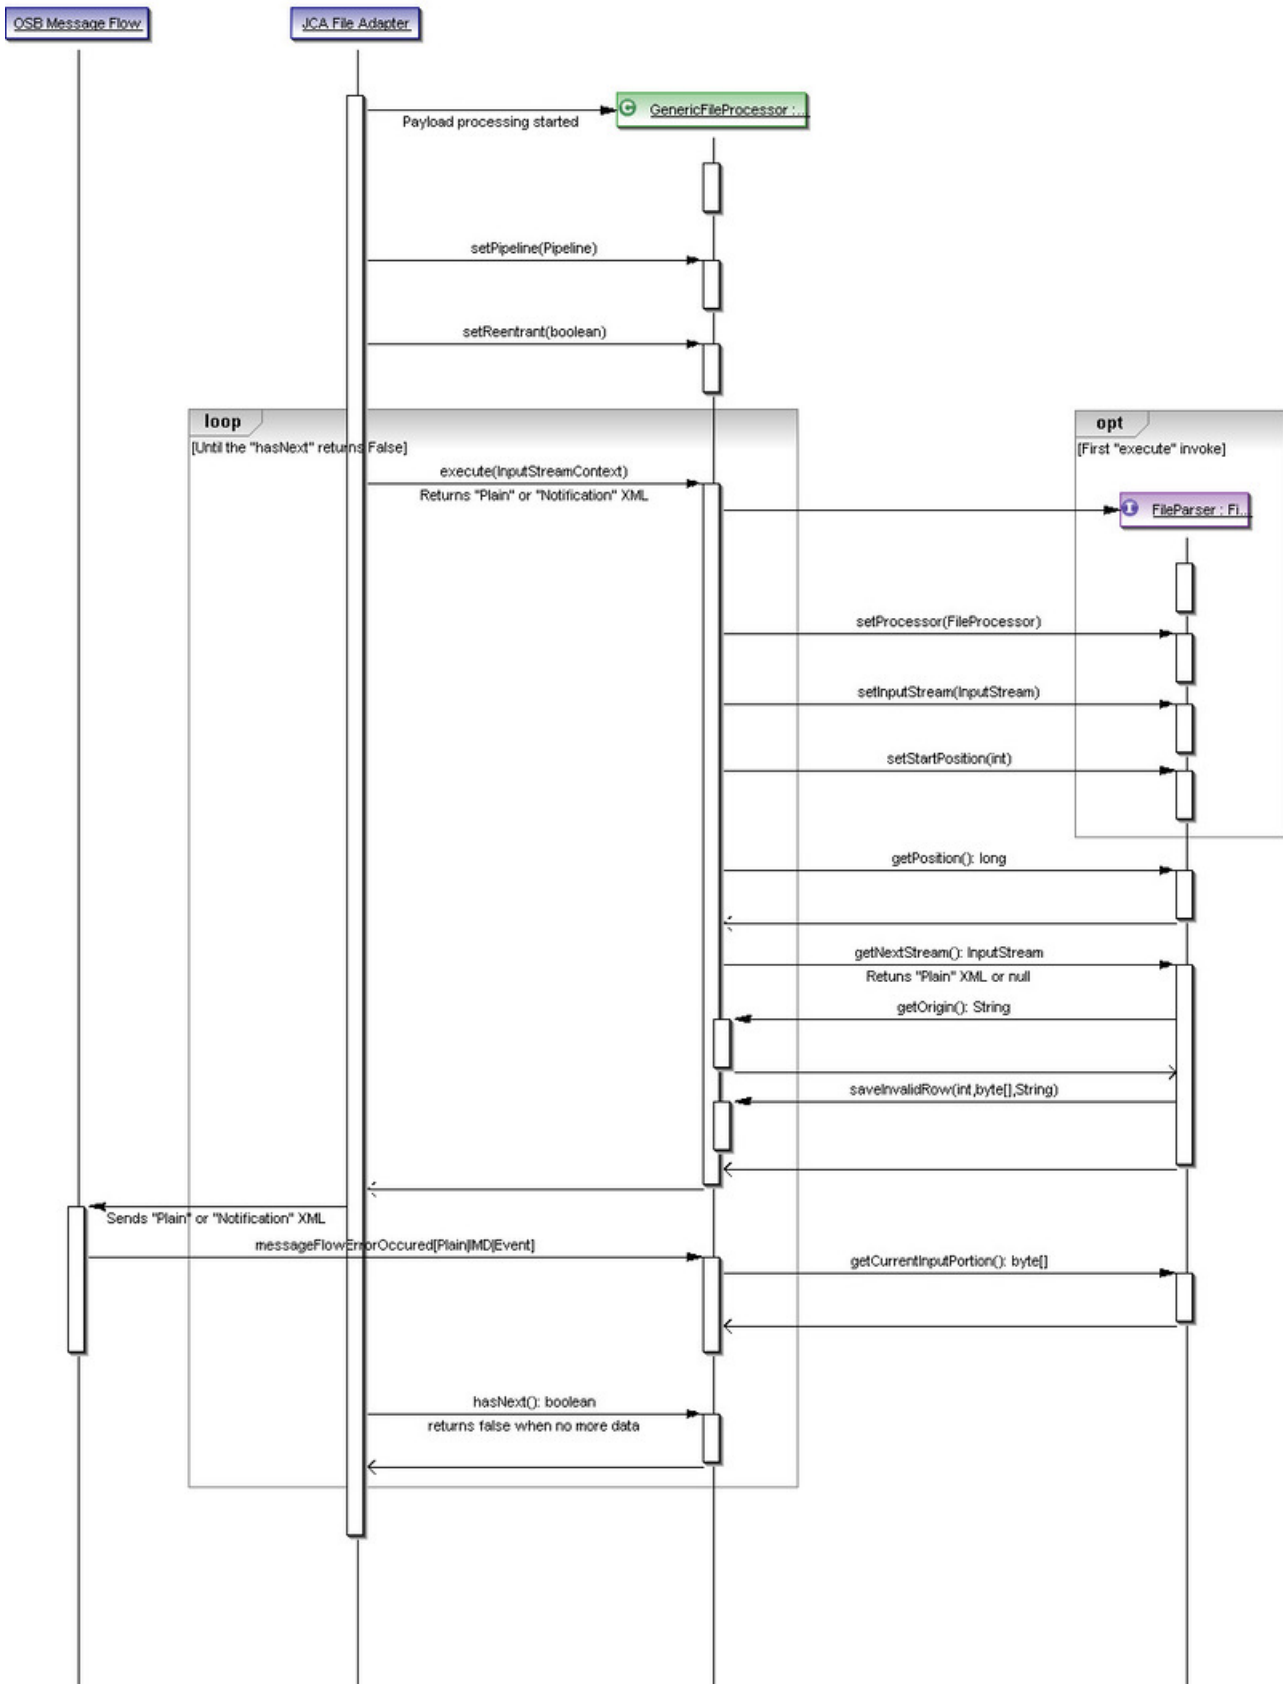 OSB Message Flow
JCA File Adapter
GenericFileProcessor :...
Payload processing started
setPipeline(Pipeline)
setReentrant(boolean)
loop
[Until the "hasNext" returns False]
opt
[First "execute" invoke]
execute(InputStreamContext)
Returns "Plain" or "Notification" XML
FileParser : Fi...
setProcessor(FileProcessor)
setInputStream(InputStream)
setStartPosition(int)
getPosition(): long
getNextStream(): InputStream
Retuns "Plain" XML or null
getOrigin(): String
saveInvalidRow(int,byte[],String)
Sends "Plain" or "Notification" XML
messageFlowErrorOccured[Plain|MD|Event]
getCurrentInputPortion(): byte[]
hasNext(): boolean
returns false when no more data